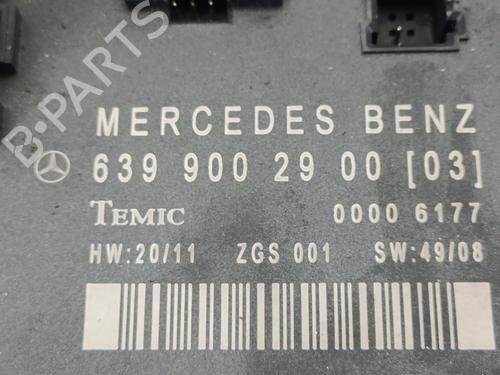 B-PARTS
MERCEDES BENZ
639 900 29 00 [03]
TEMIC 0000 6177
HW:20/11 ZGS 001 SW:49/08